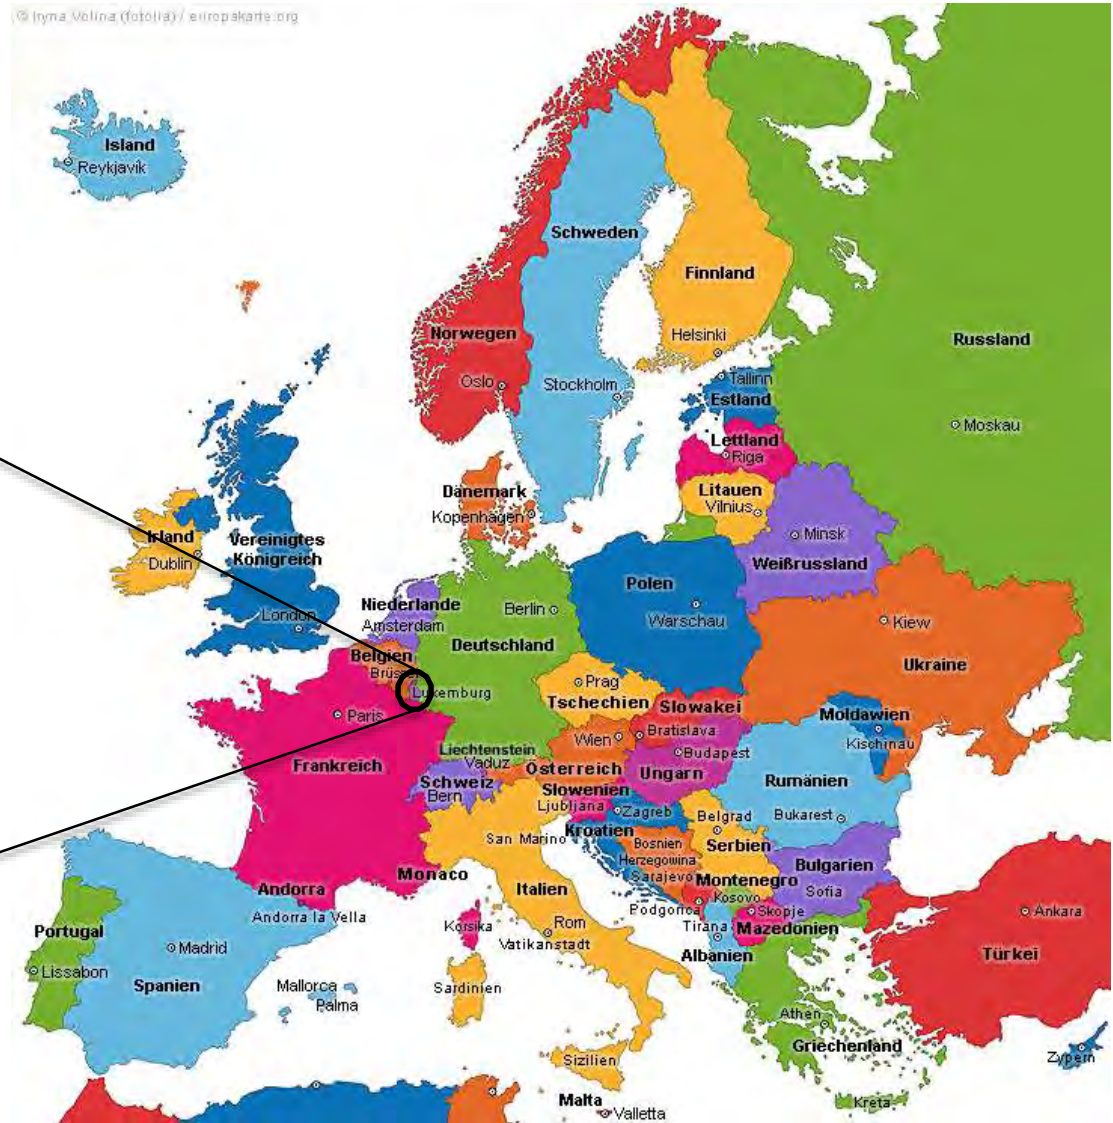 © Iryna Volina (fotolia) / europakarte.org
Island
Reykjavík
Schweden
Finnland
Norwegen
Helsinki
Russland
Oslo
Stockholm
Tallinn
Estland
Moskau
Lettland
Riga
Dänemark
Litauen
Kopenhagen
Vilnius
Irland
Vereinigtes
Königreich
Minsk
Dublin
Weißrussland
Polen
Niederlande
Berlin
London
Amsterdam
Warschau
Kiew
Deutschland
Belgien
Brüssel
Ukraine
Prag
Luxemburg
Tschechien
Slowakei
Paris
Moldawien
Wien
Bratislava
Kischinau
Liechtenstein
Budapest
Frankreich
Vaduz
Österreich
Ungarn
Schweiz
Rumänien
Bern
Slowenien
Ljubljana
Zagreb
Belgrad
Bukarest
San Marino
Kroatien
Bosnien
Serbien
Herzegowina
Bulgarien
Monaco
Sarajevo
Montenegro
Andorra
Italien
Kosovo
Sofia
Andorra la Vella
Podgorica
Skopje
Ankara
Korsika
Rom
Tirana
Mazedonien
Portugal
Vatikanstadt
Madrid
Albanien
Türkei
Lissabon
Spanien
Mallorca
Palma
Sardinien
Athen
Griechenland
Sizilien
Zypern
Malta
Kreta
Valletta